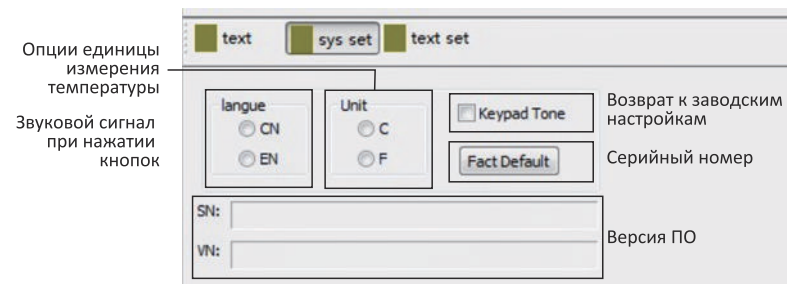 text
sys set
text set
Опции единицы
измерения
температуры
Звуковой сигнал
при нажатии
кнопок
langue
CN
EN
Unit
C
F
Keypad Tone
Fact Default
Возврат к заводским
настройкам
Серийный номер
SN:
VN:
Версия ПО